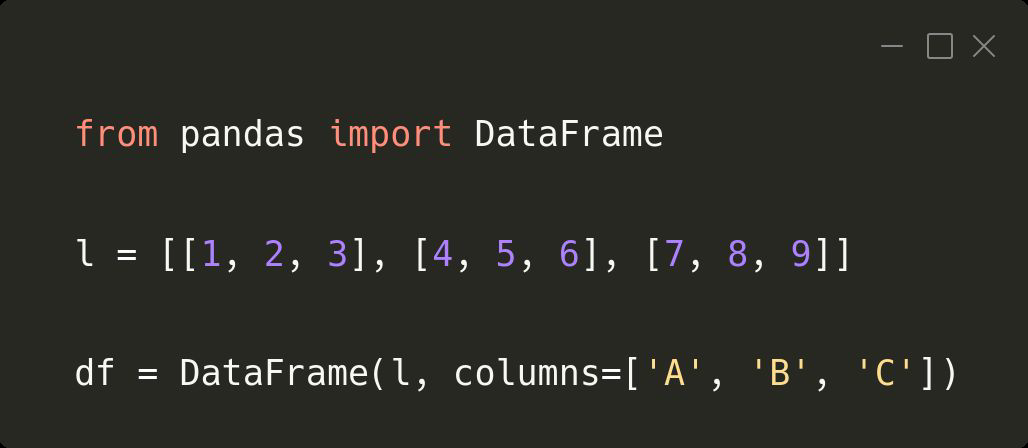 from pandas import DataFrame
l = [[1, 2, 3], [4, 5, 6], [7, 8, 9]]
df = DataFrame(l, columns=['A', 'B', 'C'])